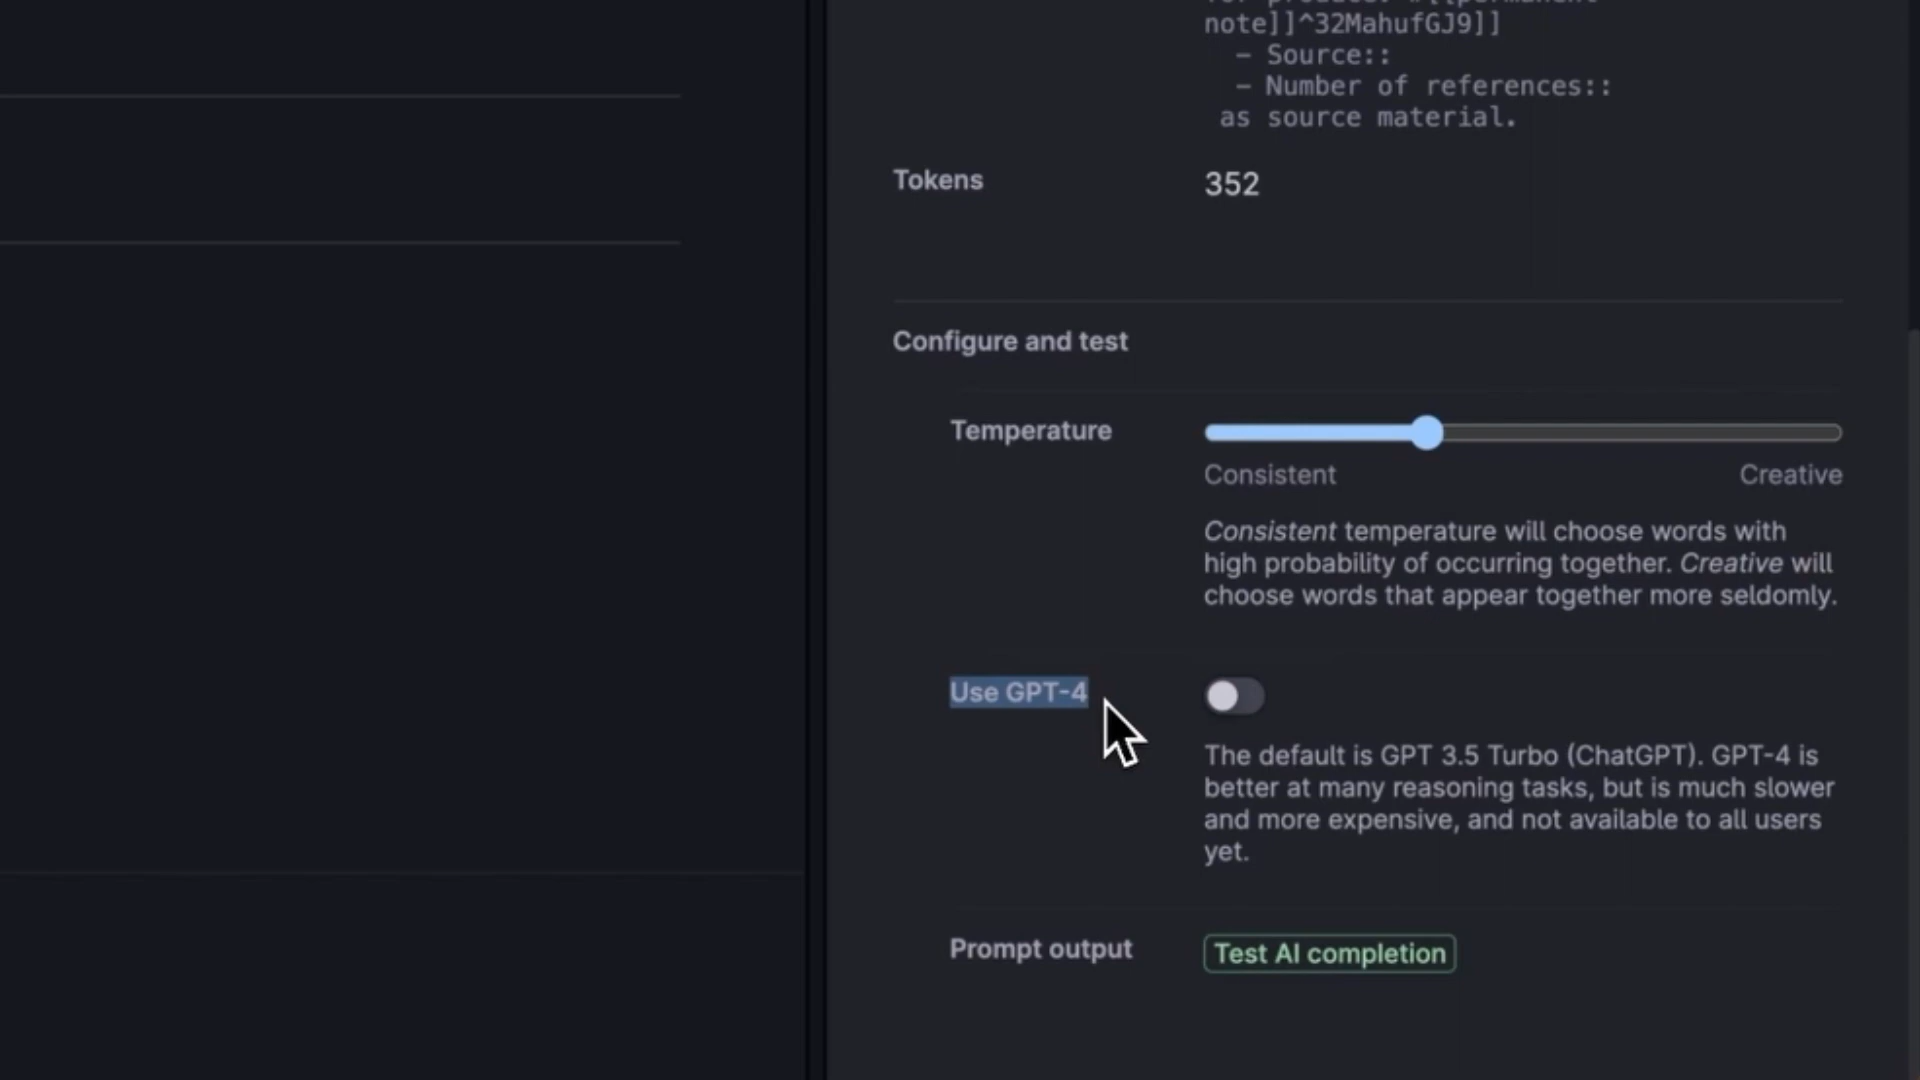 note]]^32MahufGJ9]]
- Source::
- Number of references::
as source material.
Tokens
352
Configure and test
Temperature
Consistent
Creative
Consistent temperature will choose words with
high probability of occurring together. Creative will
choose words that appear together more seldomly.
Use GPT-4
The default is GPT 3.5 Turbo (ChatGPT). GPT-4 is
better at many reasoning tasks, but is much slower
and more expensive, and not available to all users
yet.
Prompt output
Test AI completion